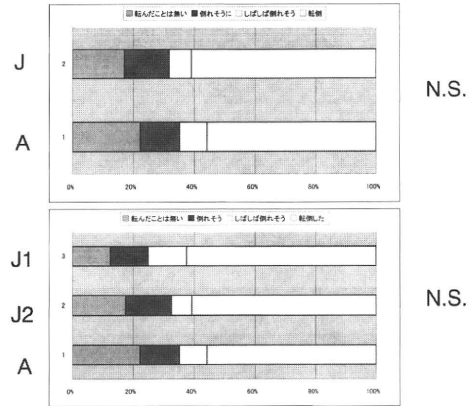 転んだことは無い 倒れそうに しばしば倒れそう 転倒
J 2
N.S.
A 1
0% 20% 40% 60% 80% 100%
転んだことは無い 倒れそう しばしば倒れそう 転倒した
J1 3
J2 2
N.S.
A 1
0% 20% 40% 60% 80% 100%